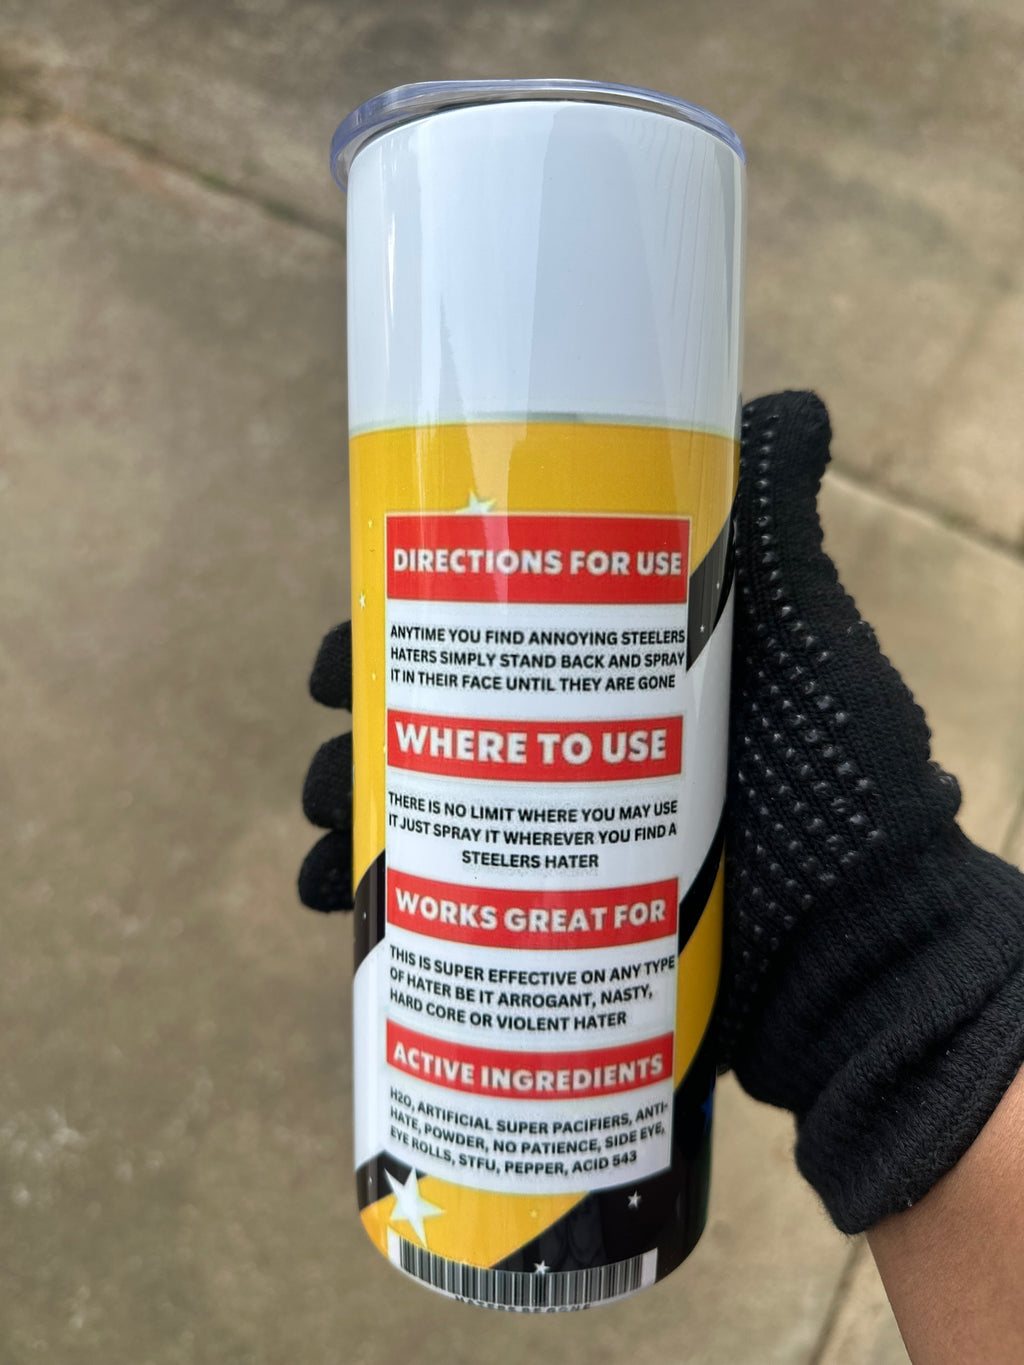 DIRECTIONS FOR USE
ANYTIME YOU FIND ANNOYING STEELERS
HATERS SIMPLY STAND BACK AND SPRAY
IT IN THEIR FACE UNTIL THEY ARE GONE
WHERE TO USE
THERE IS NO LIMIT WHERE YOU MAY USE
IT JUST SPRAY IT WHEREVER YOU FIND A
STEELERS HATER
WORKS GREAT FOR
THIS IS SUPER EFFECTIVE ON ANY TYPE
OF HATER BE IT ARROGANT, NASTY,
HARD CORE OR VIOLENT HATER
ACTIVE INGREDIENTS
H2O, ARTIFICIAL SUPER PACIFIERS, ANTI-
HATE, POWDER, NO PATIENCE, SIDE EYE,
EYE ROLLS, STFU, PEPPER, ACID 543
HATERS BE GONE